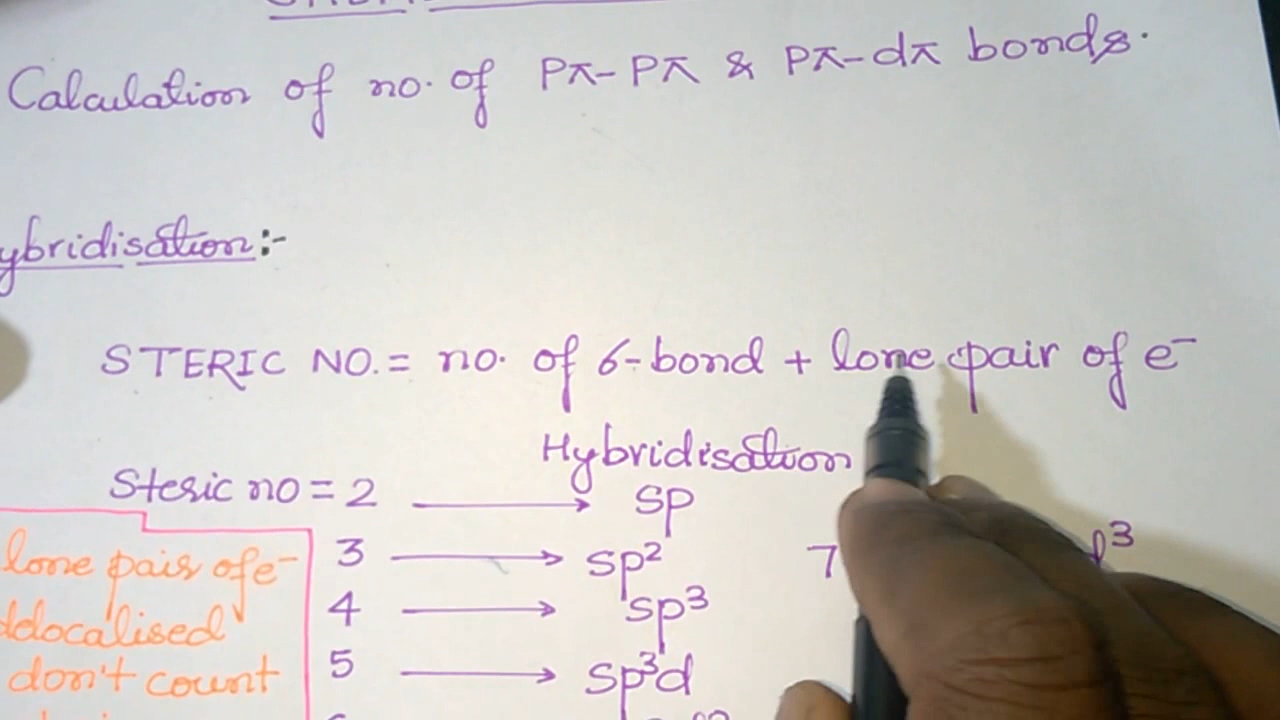 Calculation of no. of Pπ-Pπ & Pπ-dπ bonds.
ybridisation:-
STERIC NO. = no. of 6-bond + lone pair of e⁻
Hybridisation
Steric no = 2 → sp
3 → sp²
7
4 → sp³
5 → sp³d
lone pair of e⁻
delocalised
don't count